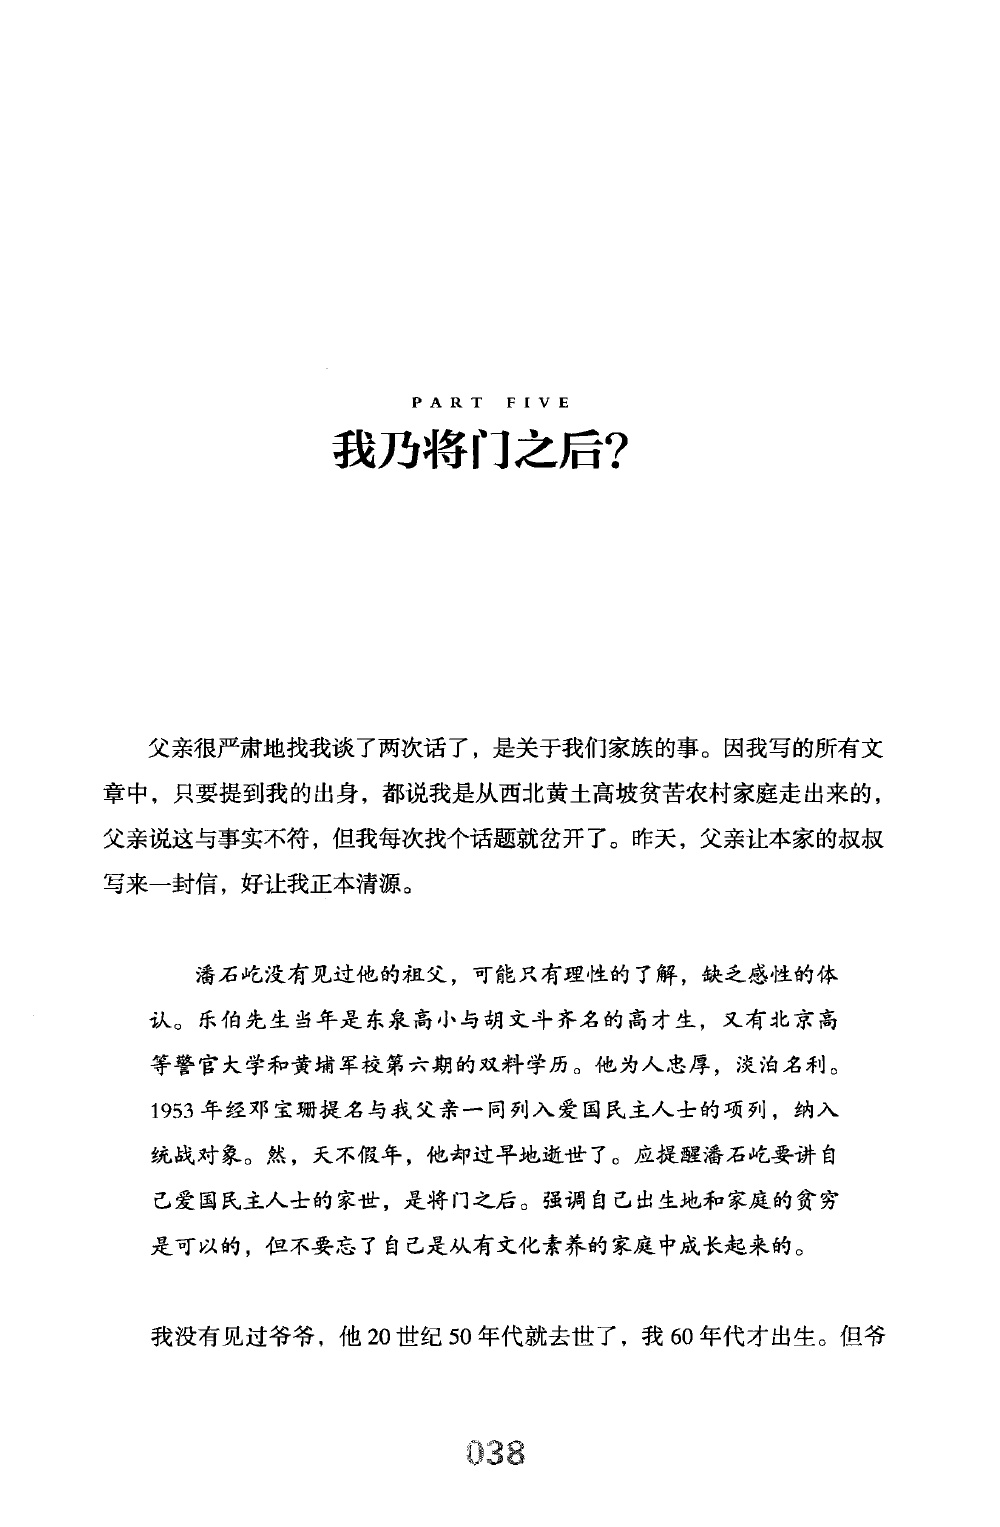 PART FIVE
我乃将门之后?
父亲很严肃地找我谈了两次话了，是关于我们家族的事。因我写的所有文
章中，只要提到我的出身，都说我是从西北黄土高坡贫苦农村家庭走出来的，
父亲说这与事实不符，但我每次找个话题就岔开了。昨天，父亲让本家的叔叔
写来一封信，好让我正本清源。
潘石屹没有见过他的祖父，可能只有理性的了解，缺乏感性的体
认。乐伯先生当年是东泉高小与胡文斗齐名的高才生，又有北京高
等警官大学和黄埔军校第六期的双料学历。他为人忠厚，淡泊名利。
1953 年经邓宝珊提名与我父亲一同列入爱国民主人士的项列，纳入
统战对象。然，天不假年，他却过早地逝世了。应提醒潘石屹要讲自
己爱国民主人士的家世，是将门之后。强调自己出生地和家庭的贫穷
是可以的，但不要忘了自己是从有文化素养的家庭中成长起来的。
我没有见过爷爷，他 20 世纪 50 年代就去世了，我 60 年代才出生。但爷
038